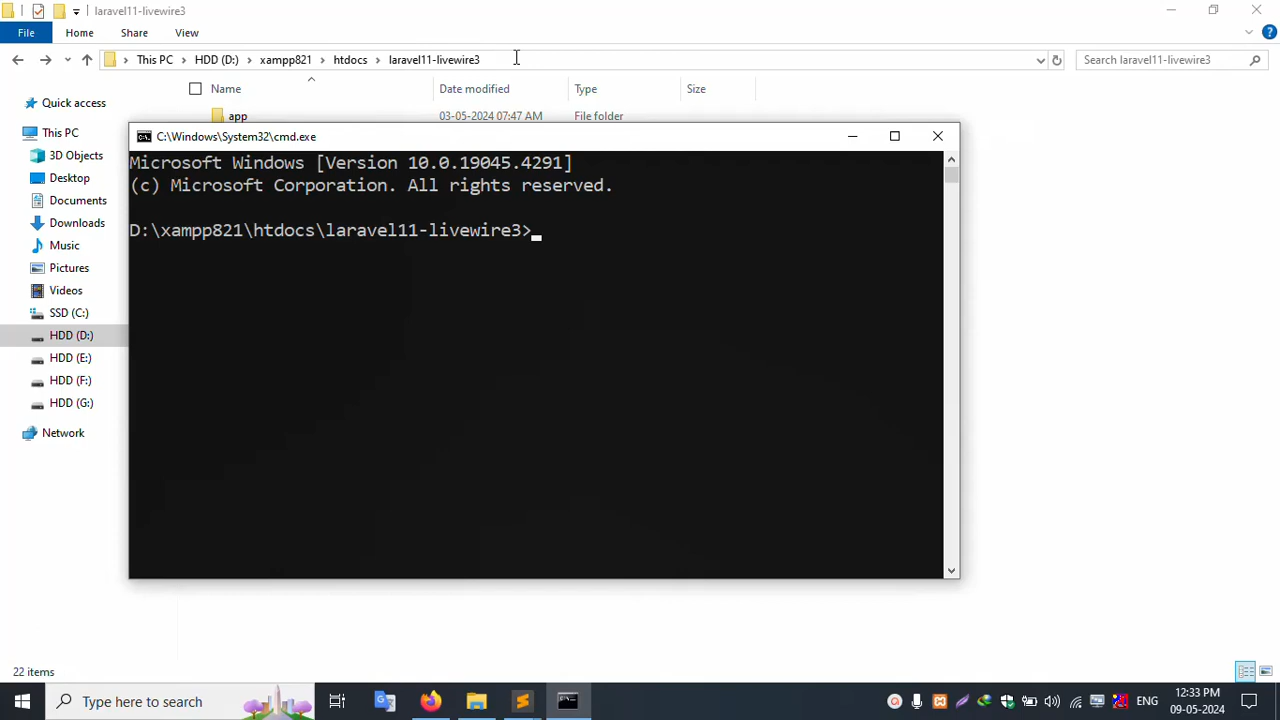 laravel11-livewire3
File Home Share View
This PC HDD (D:) xampp821 htdocs laravel11-livewire3 Search laravel11-livewire3
Name Date modified Type Size
Quick access
app 03-05-2024 07:47 AM File folder
This PC
C:\Windows\System32\cmd.exe
3D Objects
Microsoft Windows [Version 10.0.19045.4291]
Desktop
(c) Microsoft Corporation. All rights reserved.
Documents
Downloads
D:\xampp821\htdocs\laravel11-livewire3>
Music
Pictures
Videos
SSD (C:)
HDD (D:)
HDD (E:)
HDD (F:)
HDD (G:)
Network
22 items
Type here to search
ENG
12:33 PM
09-05-2024